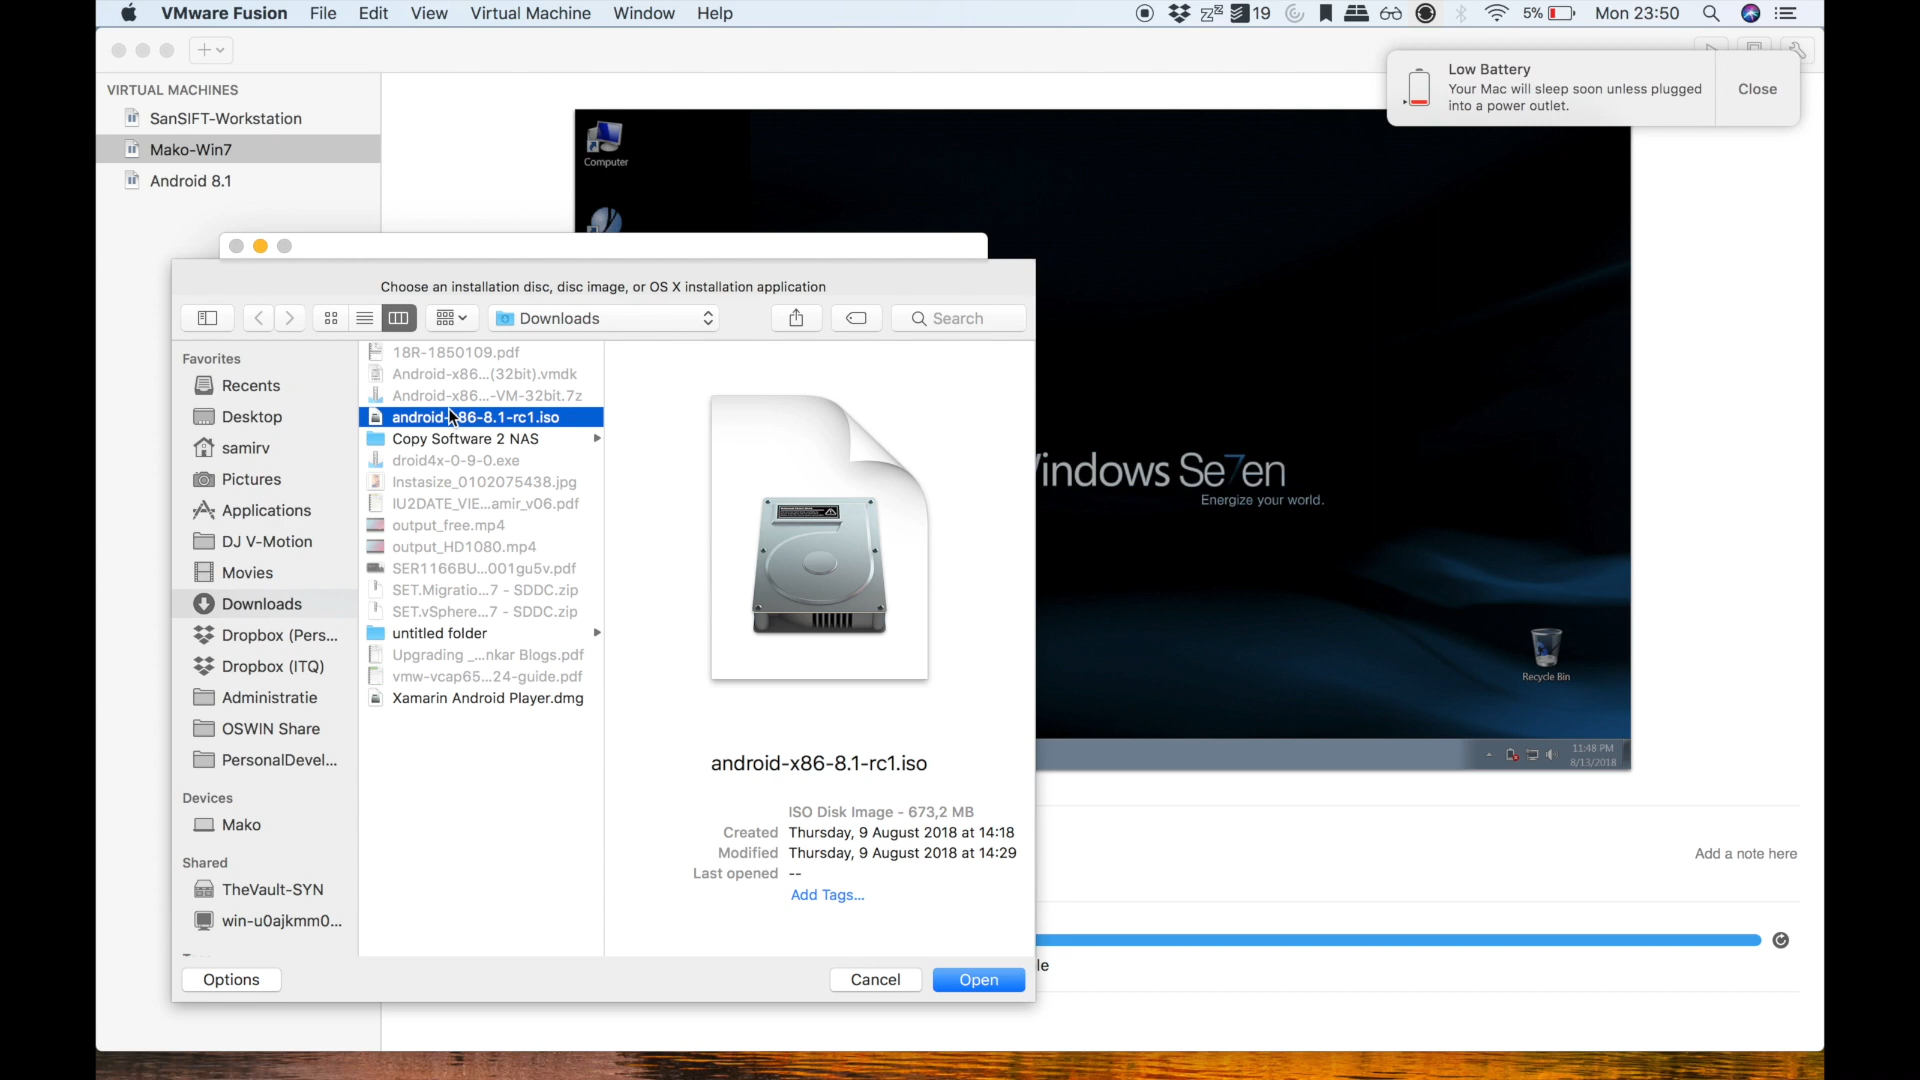 VMware Fusion File Edit View Virtual Machine Window Help
19 5% Mon 23:50
Low Battery
Your Mac will sleep soon unless plugged
into a power outlet.
Close
VIRTUAL MACHINES
SanSIFT-Workstation
Mako-Win7
Android 8.1
Computer
Choose an installation disc, disc image, or OS X installation application
Downloads
Search
Favorites
Recents
Desktop
samirv
Pictures
Applications
DJ V-Motion
Movies
Downloads
Dropbox (Pers...
Dropbox (ITQ)
Administratie
OSWIN Share
PersonalDevel...
Devices
Mako
Shared
TheVault-SYN
win-u0ajkmm0...
18R-1850109.pdf
Android-x86...(32bit).vmdk
Android-x86...-VM-32bit.7z
android-x86-8.1-rc1.iso
Copy Software 2 NAS
droid4x-0-9-0.exe
Instasize_0102075438.jpg
IU2DATE_VIE...amir_v06.pdf
output_free.mp4
output_HD1080.mp4
SER1166BU...001gu5v.pdf
SET.Migratio...7 - SDDC.zip
SET.vSphere...7 - SDDC.zip
untitled folder
Upgrading _...nkar Blogs.pdf
vmw-vcap65...24-guide.pdf
Xamarin Android Player.dmg
android-x86-8.1-rc1.iso
ISO Disk Image - 673,2 MB
Created Thursday, 9 August 2018 at 14:18
Modified Thursday, 9 August 2018 at 14:29
Last opened --
Add Tags...
Options
Cancel
Open
indows Se7en
Energize your world.
Recycle Bin
11:48 PM
8/13/2018
Add a note here
le